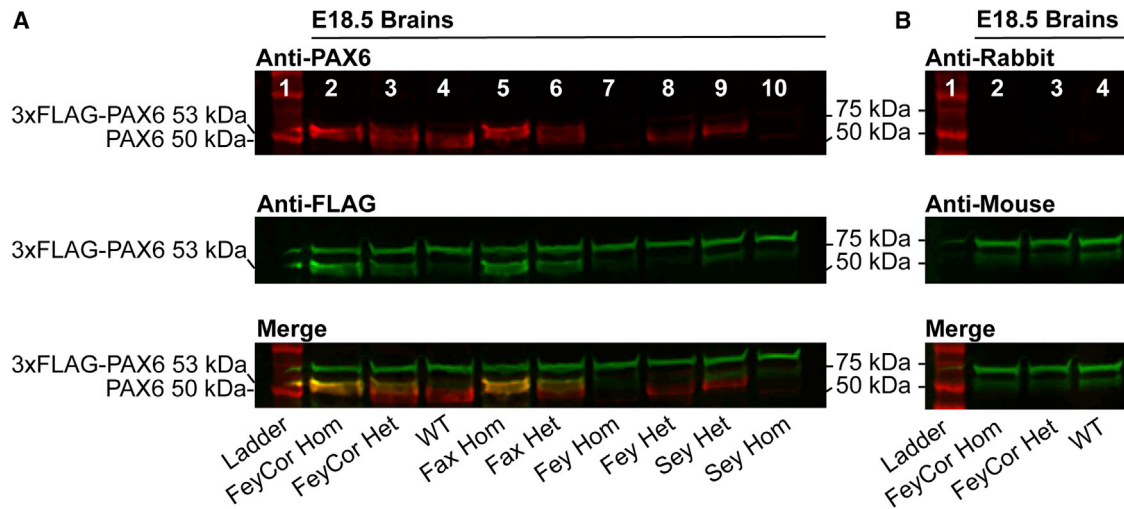 A
E18.5 Brains
Anti-PAX6
1 2 3 4 5 6 7 8 9 10
3xFLAG-PAX6 53 kDa
PAX6 50 kDa
75 kDa
50 kDa
Anti-FLAG
3xFLAG-PAX6 53 kDa
75 kDa
50 kDa
Merge
3xFLAG-PAX6 53 kDa
PAX6 50 kDa
75 kDa
50 kDa
Ladder
FeyCor Hom
FeyCor Het
WT
Fax Hom
Fax Het
Fey Hom
Fey Het
Sey Het
Sey Hom
B
E18.5 Brains
Anti-Rabbit
1 2 3 4
Anti-Mouse
Merge
Ladder
FeyCor Hom
FeyCor Het
WT